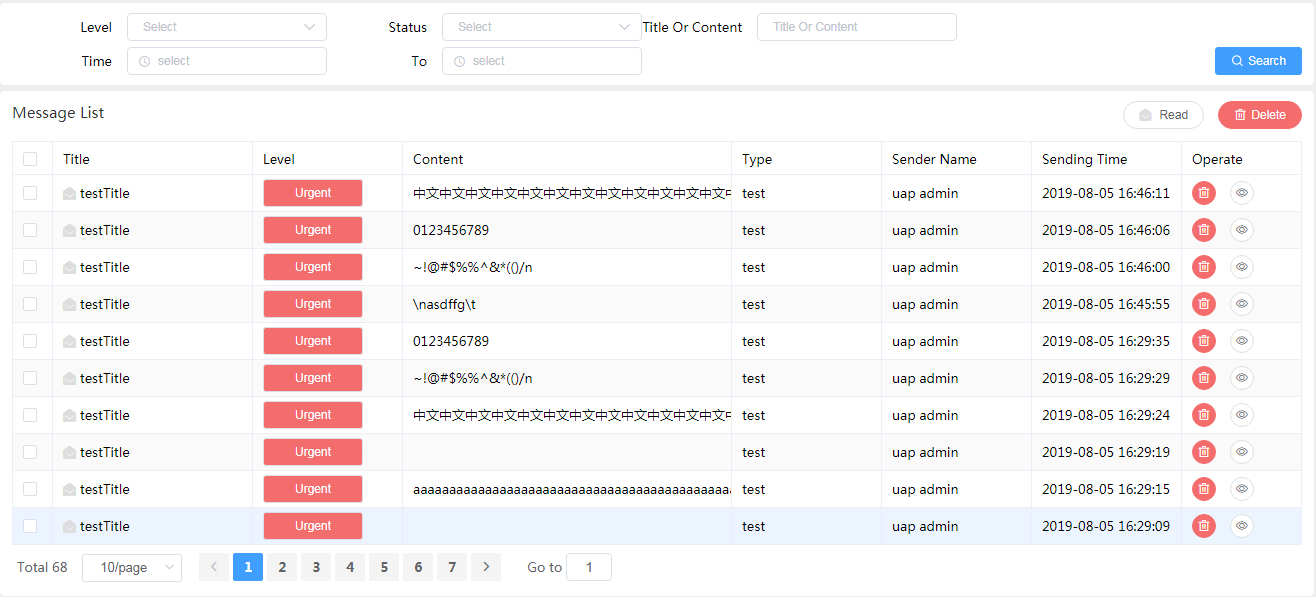 Level Select Status Select Title Or Content Title Or Content
Time select To select Search
Message List Read Delete
Title Level Content Type Sender Name Sending Time Operate
testTitle Urgent 中文中文中文中文中文中文中文中文中文中文中文中文中 test uap admin 2019-08-05 16:46:11
testTitle Urgent 0123456789 test uap admin 2019-08-05 16:46:06
testTitle Urgent ~!@#$%%^&*(()/n test uap admin 2019-08-05 16:46:00
testTitle Urgent \nasdffg\t test uap admin 2019-08-05 16:45:55
testTitle Urgent 0123456789 test uap admin 2019-08-05 16:29:35
testTitle Urgent ~!@#$%%^&*(()/n test uap admin 2019-08-05 16:29:29
testTitle Urgent 中文中文中文中文中文中文中文中文中文中文中文中文中 test uap admin 2019-08-05 16:29:24
testTitle Urgent test uap admin 2019-08-05 16:29:19
testTitle Urgent aaaaaaaaaaaaaaaaaaaaaaaaaaaaaaaaaaaaaaaaaaaa test uap admin 2019-08-05 16:29:15
testTitle Urgent test uap admin 2019-08-05 16:29:09
Total 68 10/page < 1 2 3 4 5 6 7 > Go to 1